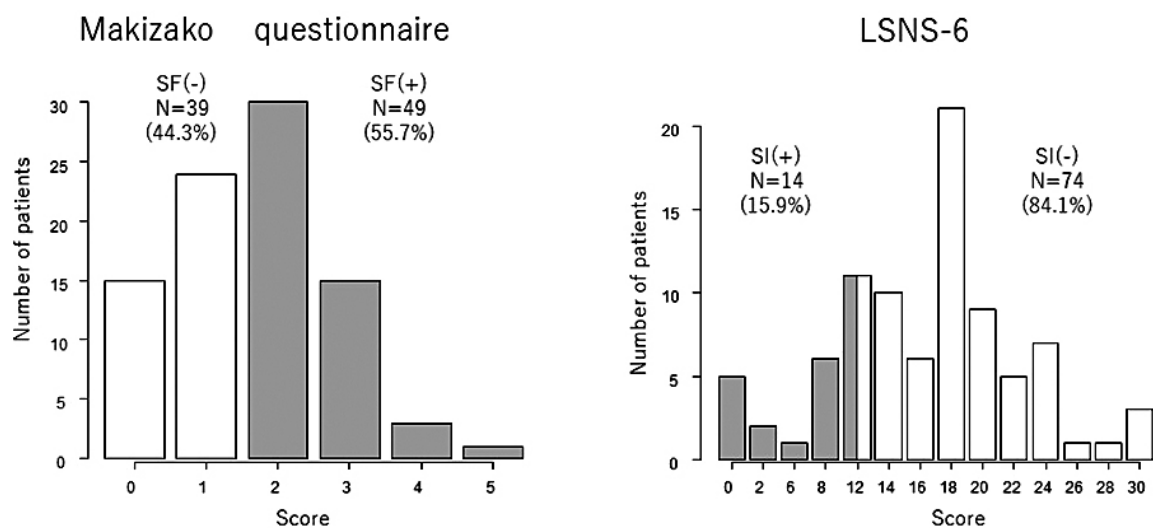 Makizako questionnaire
SF(-)
N=39
(44.3%)
SF(+)
N=49
(55.7%)
Number of patients
30
25
20
15
10
5
0
0 1 2 3 4 5
Score
LSNS-6
SI(+)
N=14
(15.9%)
SI(-)
N=74
(84.1%)
Number of patients
20
15
10
5
0
0 2 6 8 12 14 16 18 20 22 24 26 28 30
Score